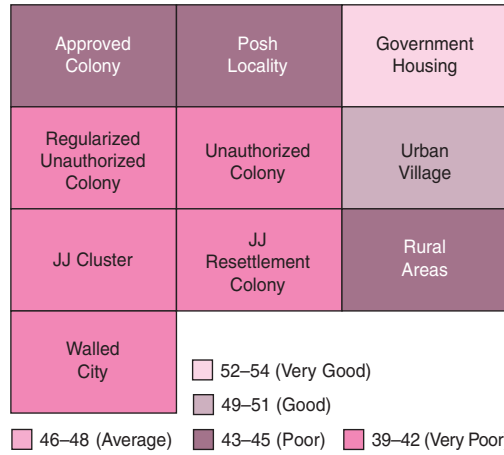 Approved
Colony
Posh
Locality
Government
Housing
Regularized
Unauthorized
Colony
Unauthorized
Colony
Urban
Village
JJ Cluster
JJ
Resettlement
Colony
Rural
Areas
Walled
City
52–54 (Very Good)
49–51 (Good)
46–48 (Average)
43–45 (Poor)
39–42 (Very Poor